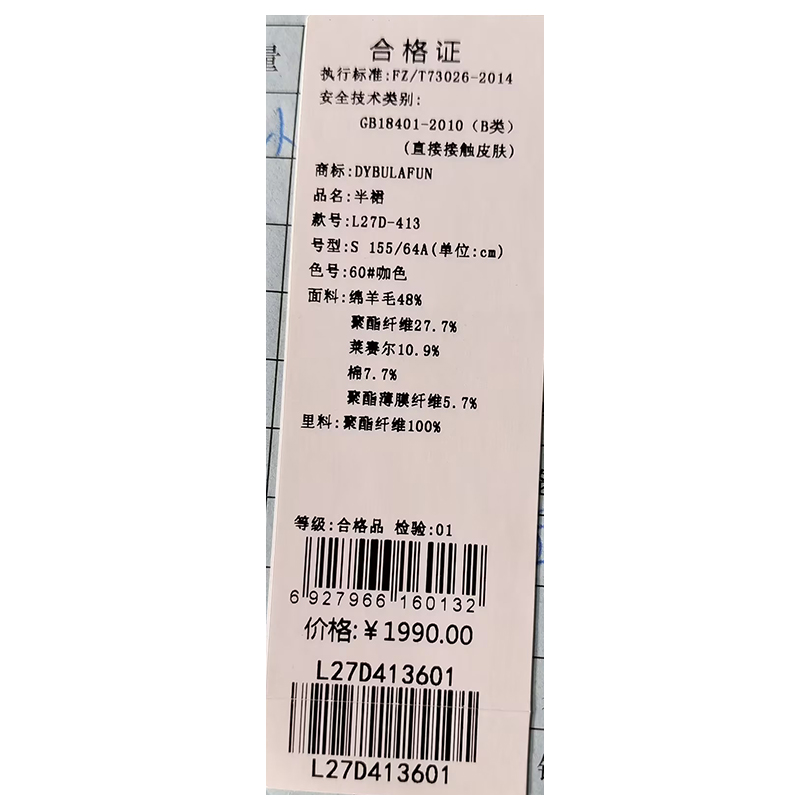 量
合格证
执行标准:FZ/T73026-2014
安全技术类别:
GB18401-2010（B类）
(直接接触皮肤)
商标:DYBULAFUN
品名:半裙
款号:L27D-413
号型:S 155/64A(单位:cm)
色号:60#咖色
面料:绵羊毛48%
聚酯纤维27.7%
莱赛尔10.9%
棉7.7%
聚酯薄膜纤维5.7%
里料:聚酯纤维100%
等级:合格品 检验:01
6 927966 160132
价格:￥1990.00
L27D413601
L27D413601